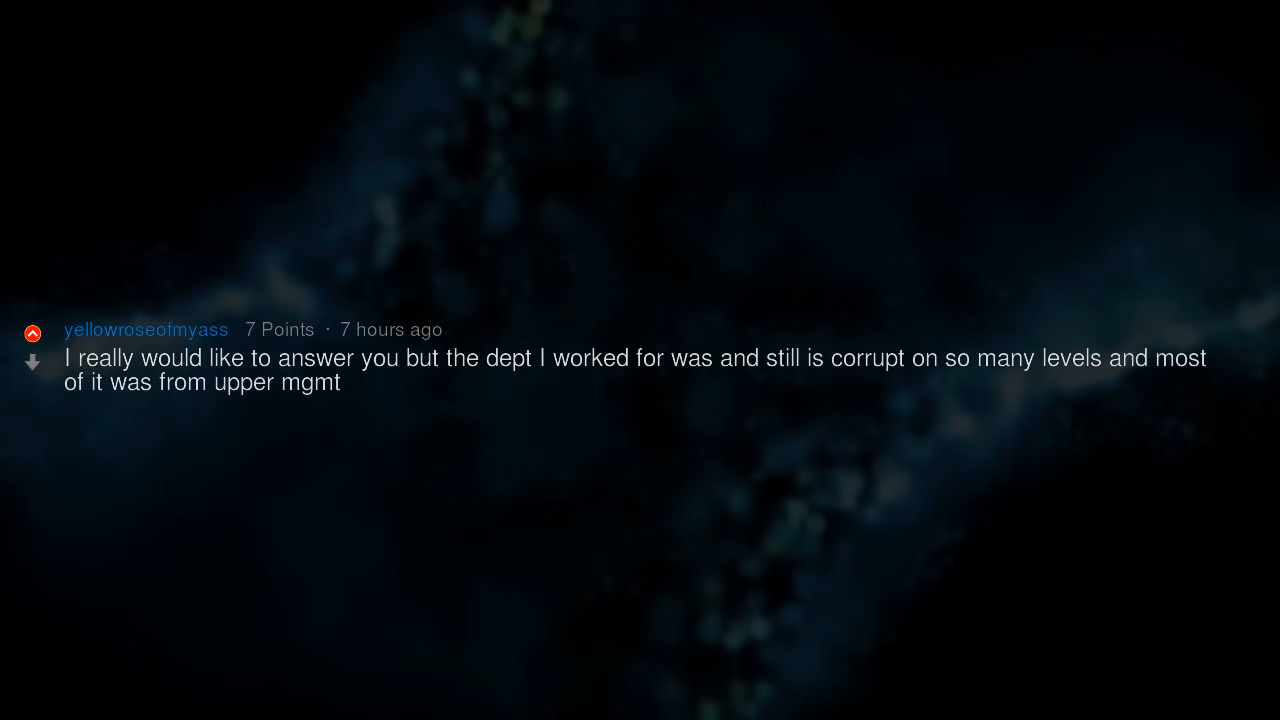 yellowroseofmyass 7 Points · 7 hours ago
I really would like to answer you but the dept I worked for was and still is corrupt on so many levels and most
of it was from upper mgmt